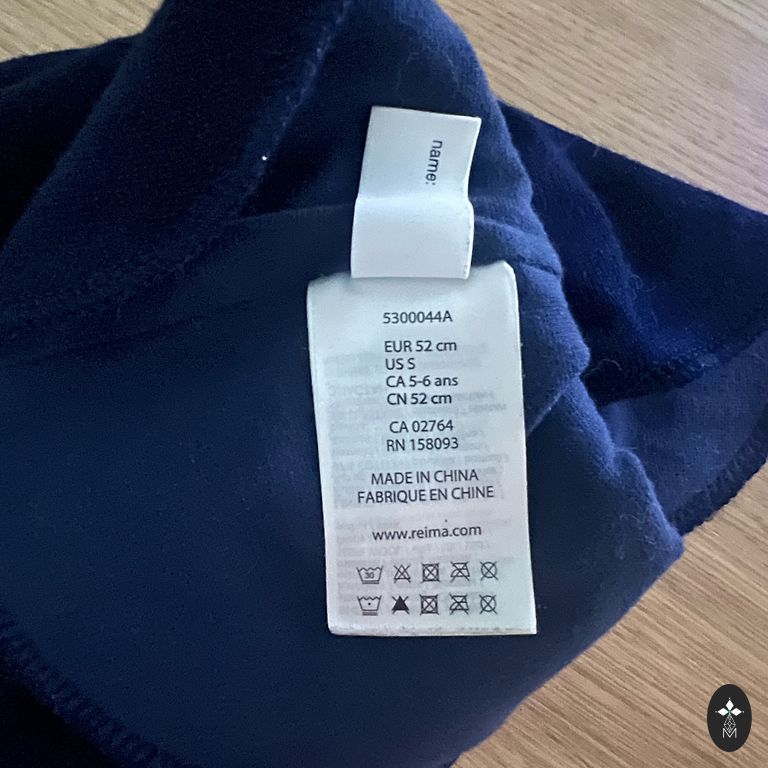 name:
5300044A
EUR 52 cm
US S
CA 5-6 ans
CN 52 cm
CA 02764
RN 158093
MADE IN CHINA
FABRIQUE EN CHINE
www.reima.com
30
M